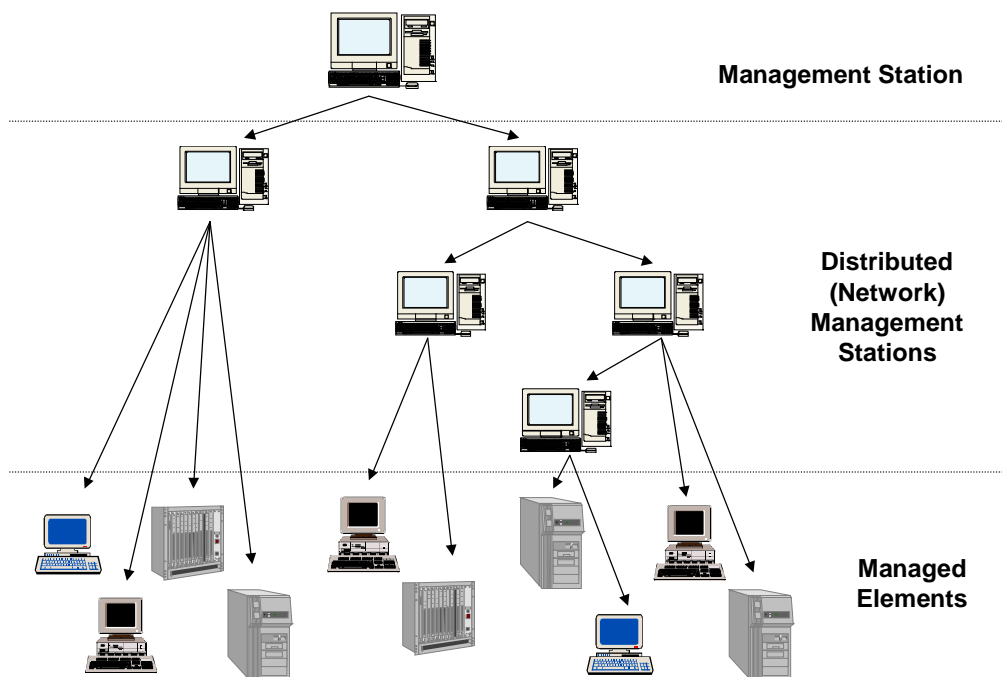 Management Station
Distributed
(Network)
Management
Stations
Managed
Elements